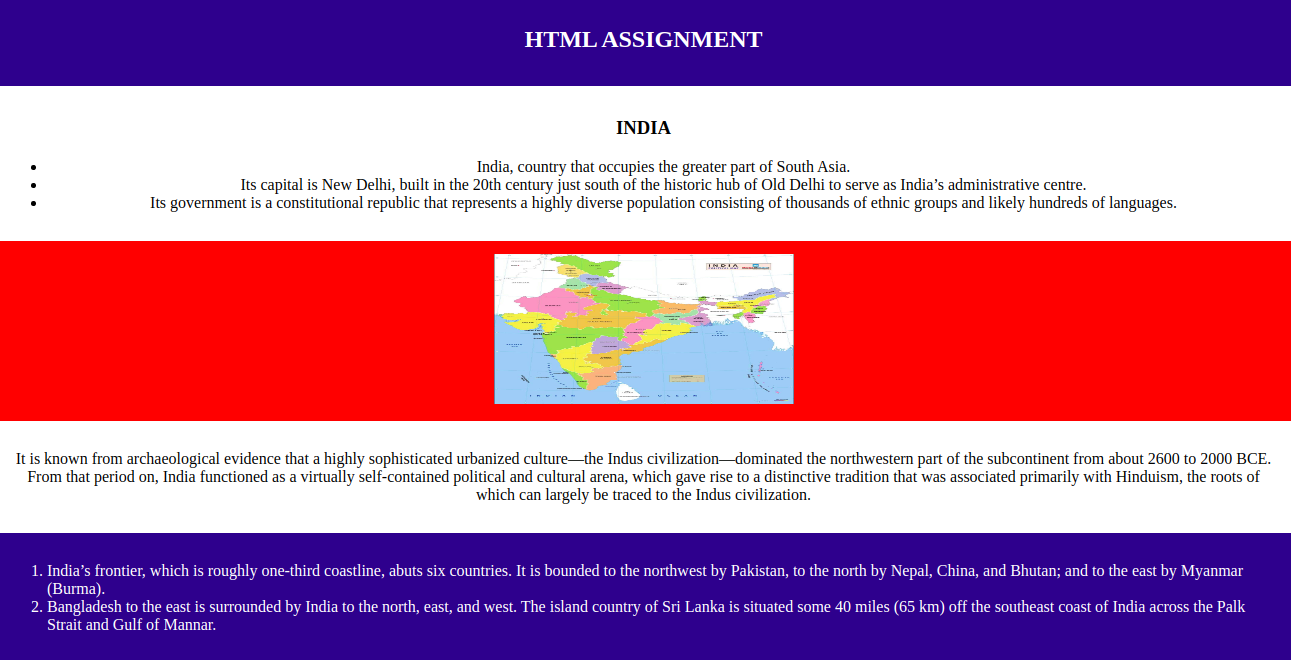 HTML ASSIGNMENT
INDIA
• India, country that occupies the greater part of South Asia.
• Its capital is New Delhi, built in the 20th century just south of the historic hub of Old Delhi to serve as India’s administrative centre.
• Its government is a constitutional republic that represents a highly diverse population consisting of thousands of ethnic groups and likely hundreds of languages.
INDIA
It is known from archaeological evidence that a highly sophisticated urbanized culture—the Indus civilization—dominated the northwestern part of the subcontinent from about 2600 to 2000 BCE.
From that period on, India functioned as a virtually self-contained political and cultural arena, which gave rise to a distinctive tradition that was associated primarily with Hinduism, the roots of
which can largely be traced to the Indus civilization.
1. India’s frontier, which is roughly one-third coastline, abuts six countries. It is bounded to the northwest by Pakistan, to the north by Nepal, China, and Bhutan; and to the east by Myanmar
(Burma).
2. Bangladesh to the east is surrounded by India to the north, east, and west. The island country of Sri Lanka is situated some 40 miles (65 km) off the southeast coast of India across the Palk
Strait and Gulf of Mannar.